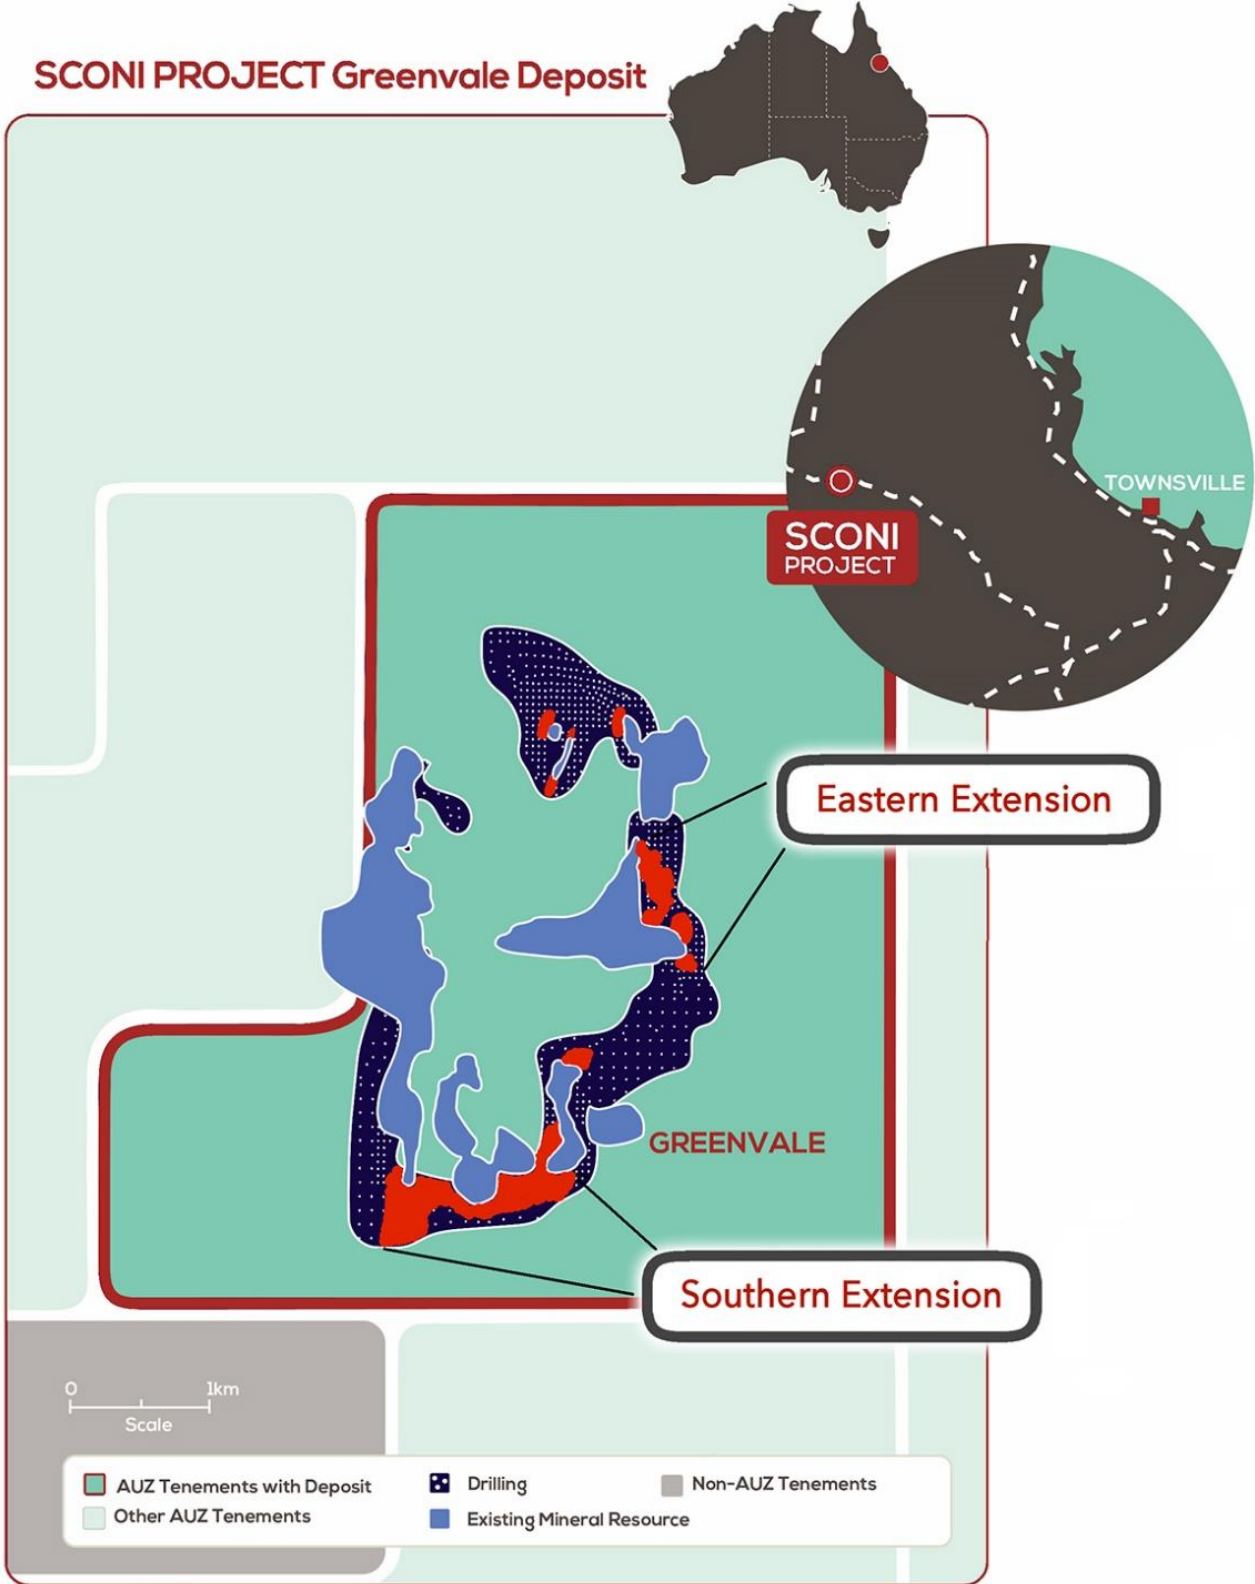 SCONI PROJECT Greenvale Deposit
TOWNSVILLE
SCONI
PROJECT
Eastern Extension
GREENVALE
Southern Extension
0 1km
Scale
AUZ Tenements with Deposit
Drilling
Non-AUZ Tenements
Other AUZ Tenements
Existing Mineral Resource